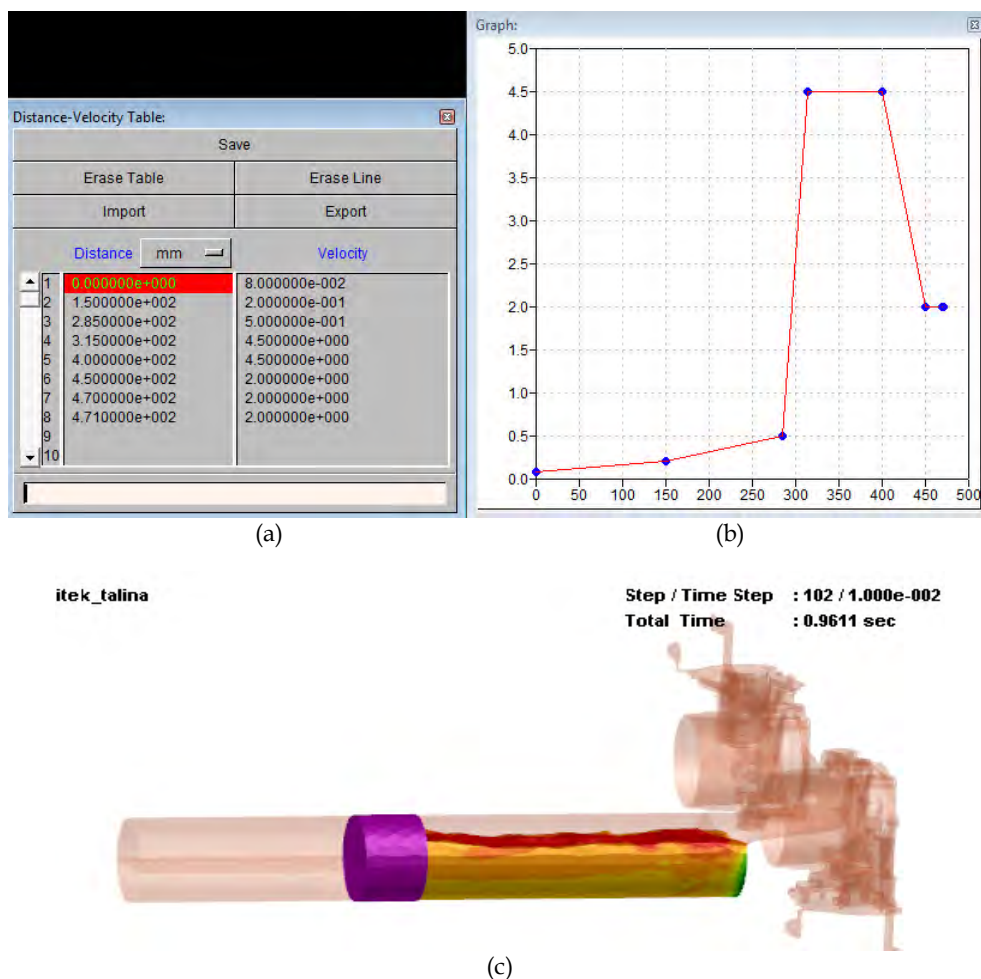 Distance-Velocity Table:
Save
Erase Table Erase Line
Import Export
Distance mm Velocity
1 0.000000e+000 8.000000e-002
2 1.500000e+002 2.000000e-001
3 2.850000e+002 5.000000e-001
4 3.150000e+002 4.500000e+000
5 4.000000e+002 4.500000e+000
6 4.500000e+002 2.000000e+000
7 4.700000e+002 2.000000e+000
8 4.710000e+002 2.000000e+000
9
10
(a)
Graph:
5.0
4.5
4.0
3.5
3.0
2.5
2.0
1.5
1.0
0.5
0.0
0 50 100 150 200 250 300 350 400 450 500
(b)
itek_talina
Step / Time Step : 102 / 1.000e-002
Total Time : 0.9611 sec
(c)